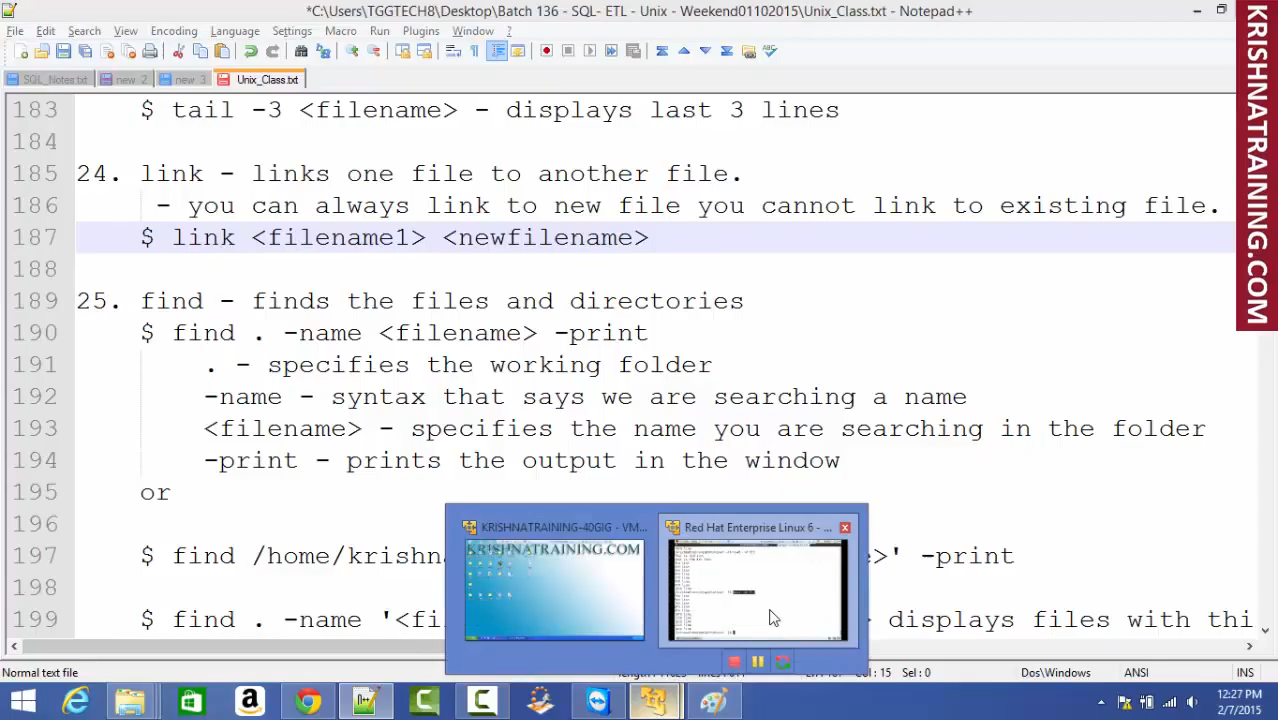 *C:\Users\TGGTECH8\Desktop\Batch 136 - SQL- ETL - Unix - Weekend01102015\Unix_Class.txt - Notepad++
File Edit Search View Encoding Language Settings Macro Run Plugins Window ?
SQL_Notes.txt new 2 new 3 Unix_Class.txt
183 $ tail -3 <filename> - displays last 3 lines
184
185 24. link - links one file to another file.
186 - you can always link to new file you cannot link to existing file.
187 $ link <filename1> <newfilename>
188
189 25. find - finds the files and directories
190 $ find . -name <filename> -print
191 . - specifies the working folder
192 -name - syntax that says we are searching a name
193 <filename> - specifies the name you are searching in the folder
194 -print - prints the output in the window
195 or
196
197 $ find /home/krishn e>' -print
198
199 $ find . -name '<fi displays files with thi
KRISHNATRAINING-40GIG - VM... Red Hat Enterprise Linux 6 - ...
KRISHNATRAINING.COM
Normal text file Dos\Windows ANSI INS
Col : 15 Sel : 0
12:27 PM
2/7/2015
KRISHNATRAINING.COM